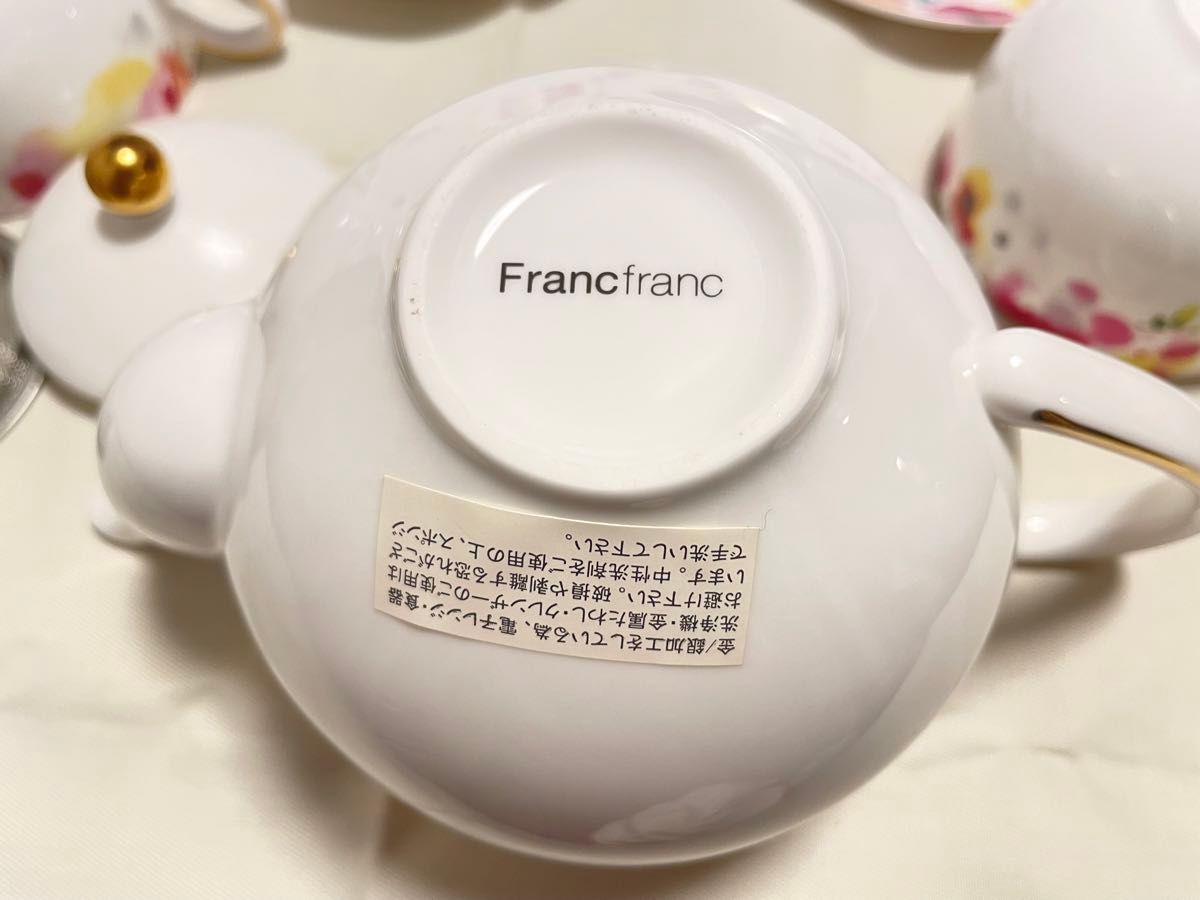 Francfranc
金/銀加工をしている為、電子レンジ・食器
洗浄機・金属たわし・クレンザーのご使用は
お避け下さい。破損や剥離する恐れがござ
います。中性洗剤をご使用の上、スポンジ
で手洗いして下さい。